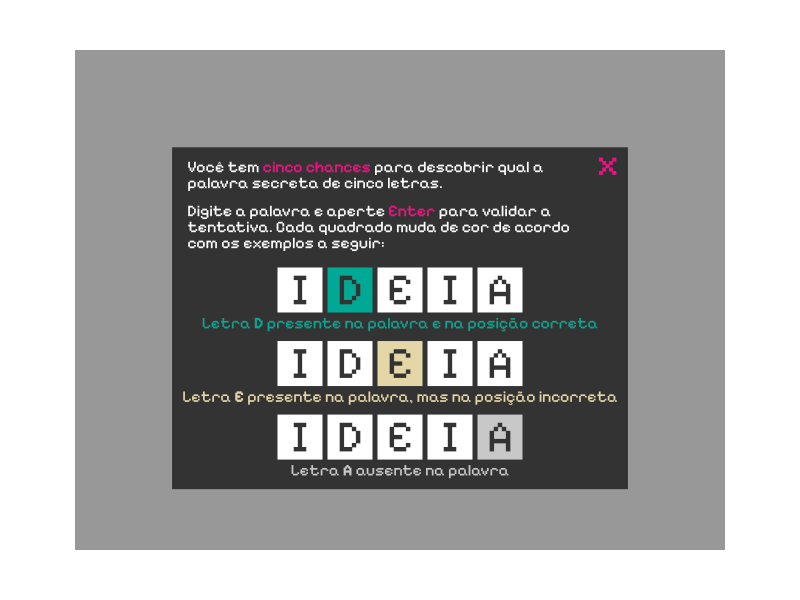 Você tem cinco chances para descobrir qual a
palavra secreta de cinco letras.
X
Digite a palavra e aperte Enter para validar a
tentativa. Cada quadrado muda de cor de acordo
com os exemplos a seguir:
I D E I A
Letra D presente na palavra e na posição correta
I D E I A
Letra E presente na palavra, mas na posição incorreta
I D E I A
Letra A ausente na palavra